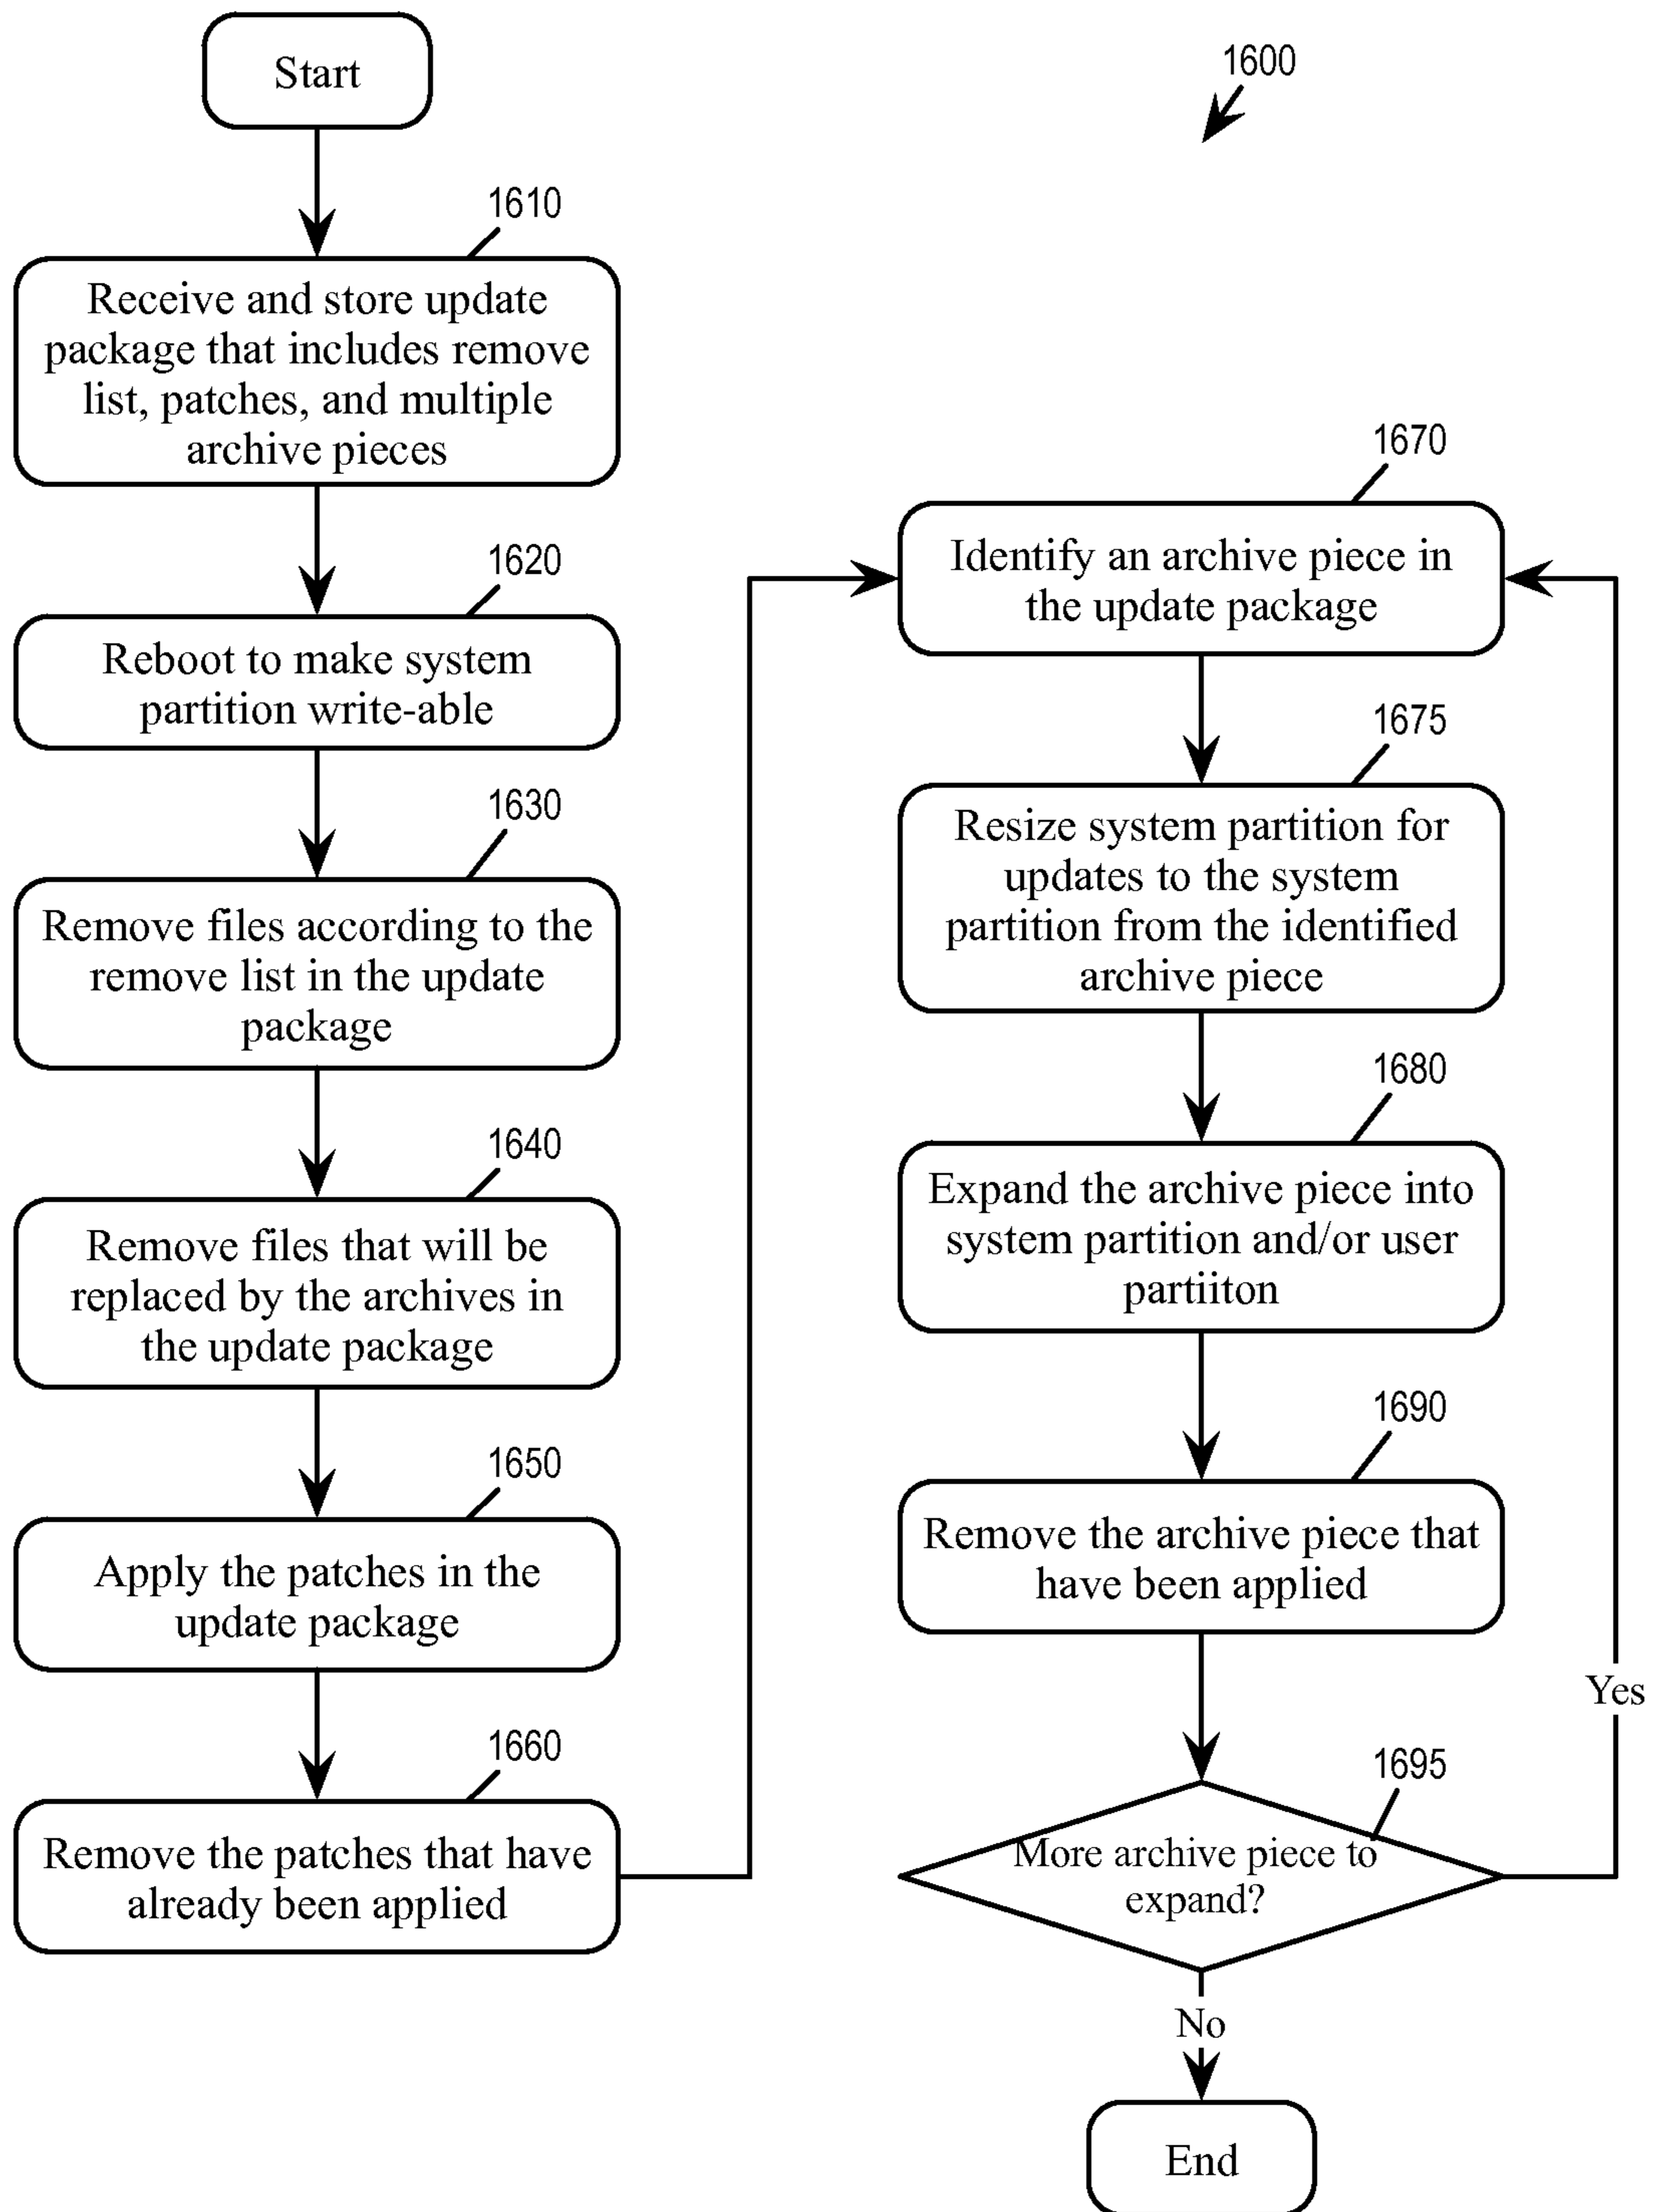 Start
1600
1610
Receive and store update
package that includes remove
list, patches, and multiple
archive pieces
1620
Reboot to make system
partition write-able
1630
Remove files according to the
remove list in the update
package
1640
Remove files that will be
replaced by the archives in
the update package
1650
Apply the patches in the
update package
1660
Remove the patches that have
already been applied
1670
Identify an archive piece in
the update package
1675
Resize system partition for
updates to the system
partition from the identified
archive piece
1680
Expand the archive piece into
system partition and/or user
partiiton
1690
Remove the archive piece that
have been applied
1695
More archive piece to
expand?
Yes
No
End